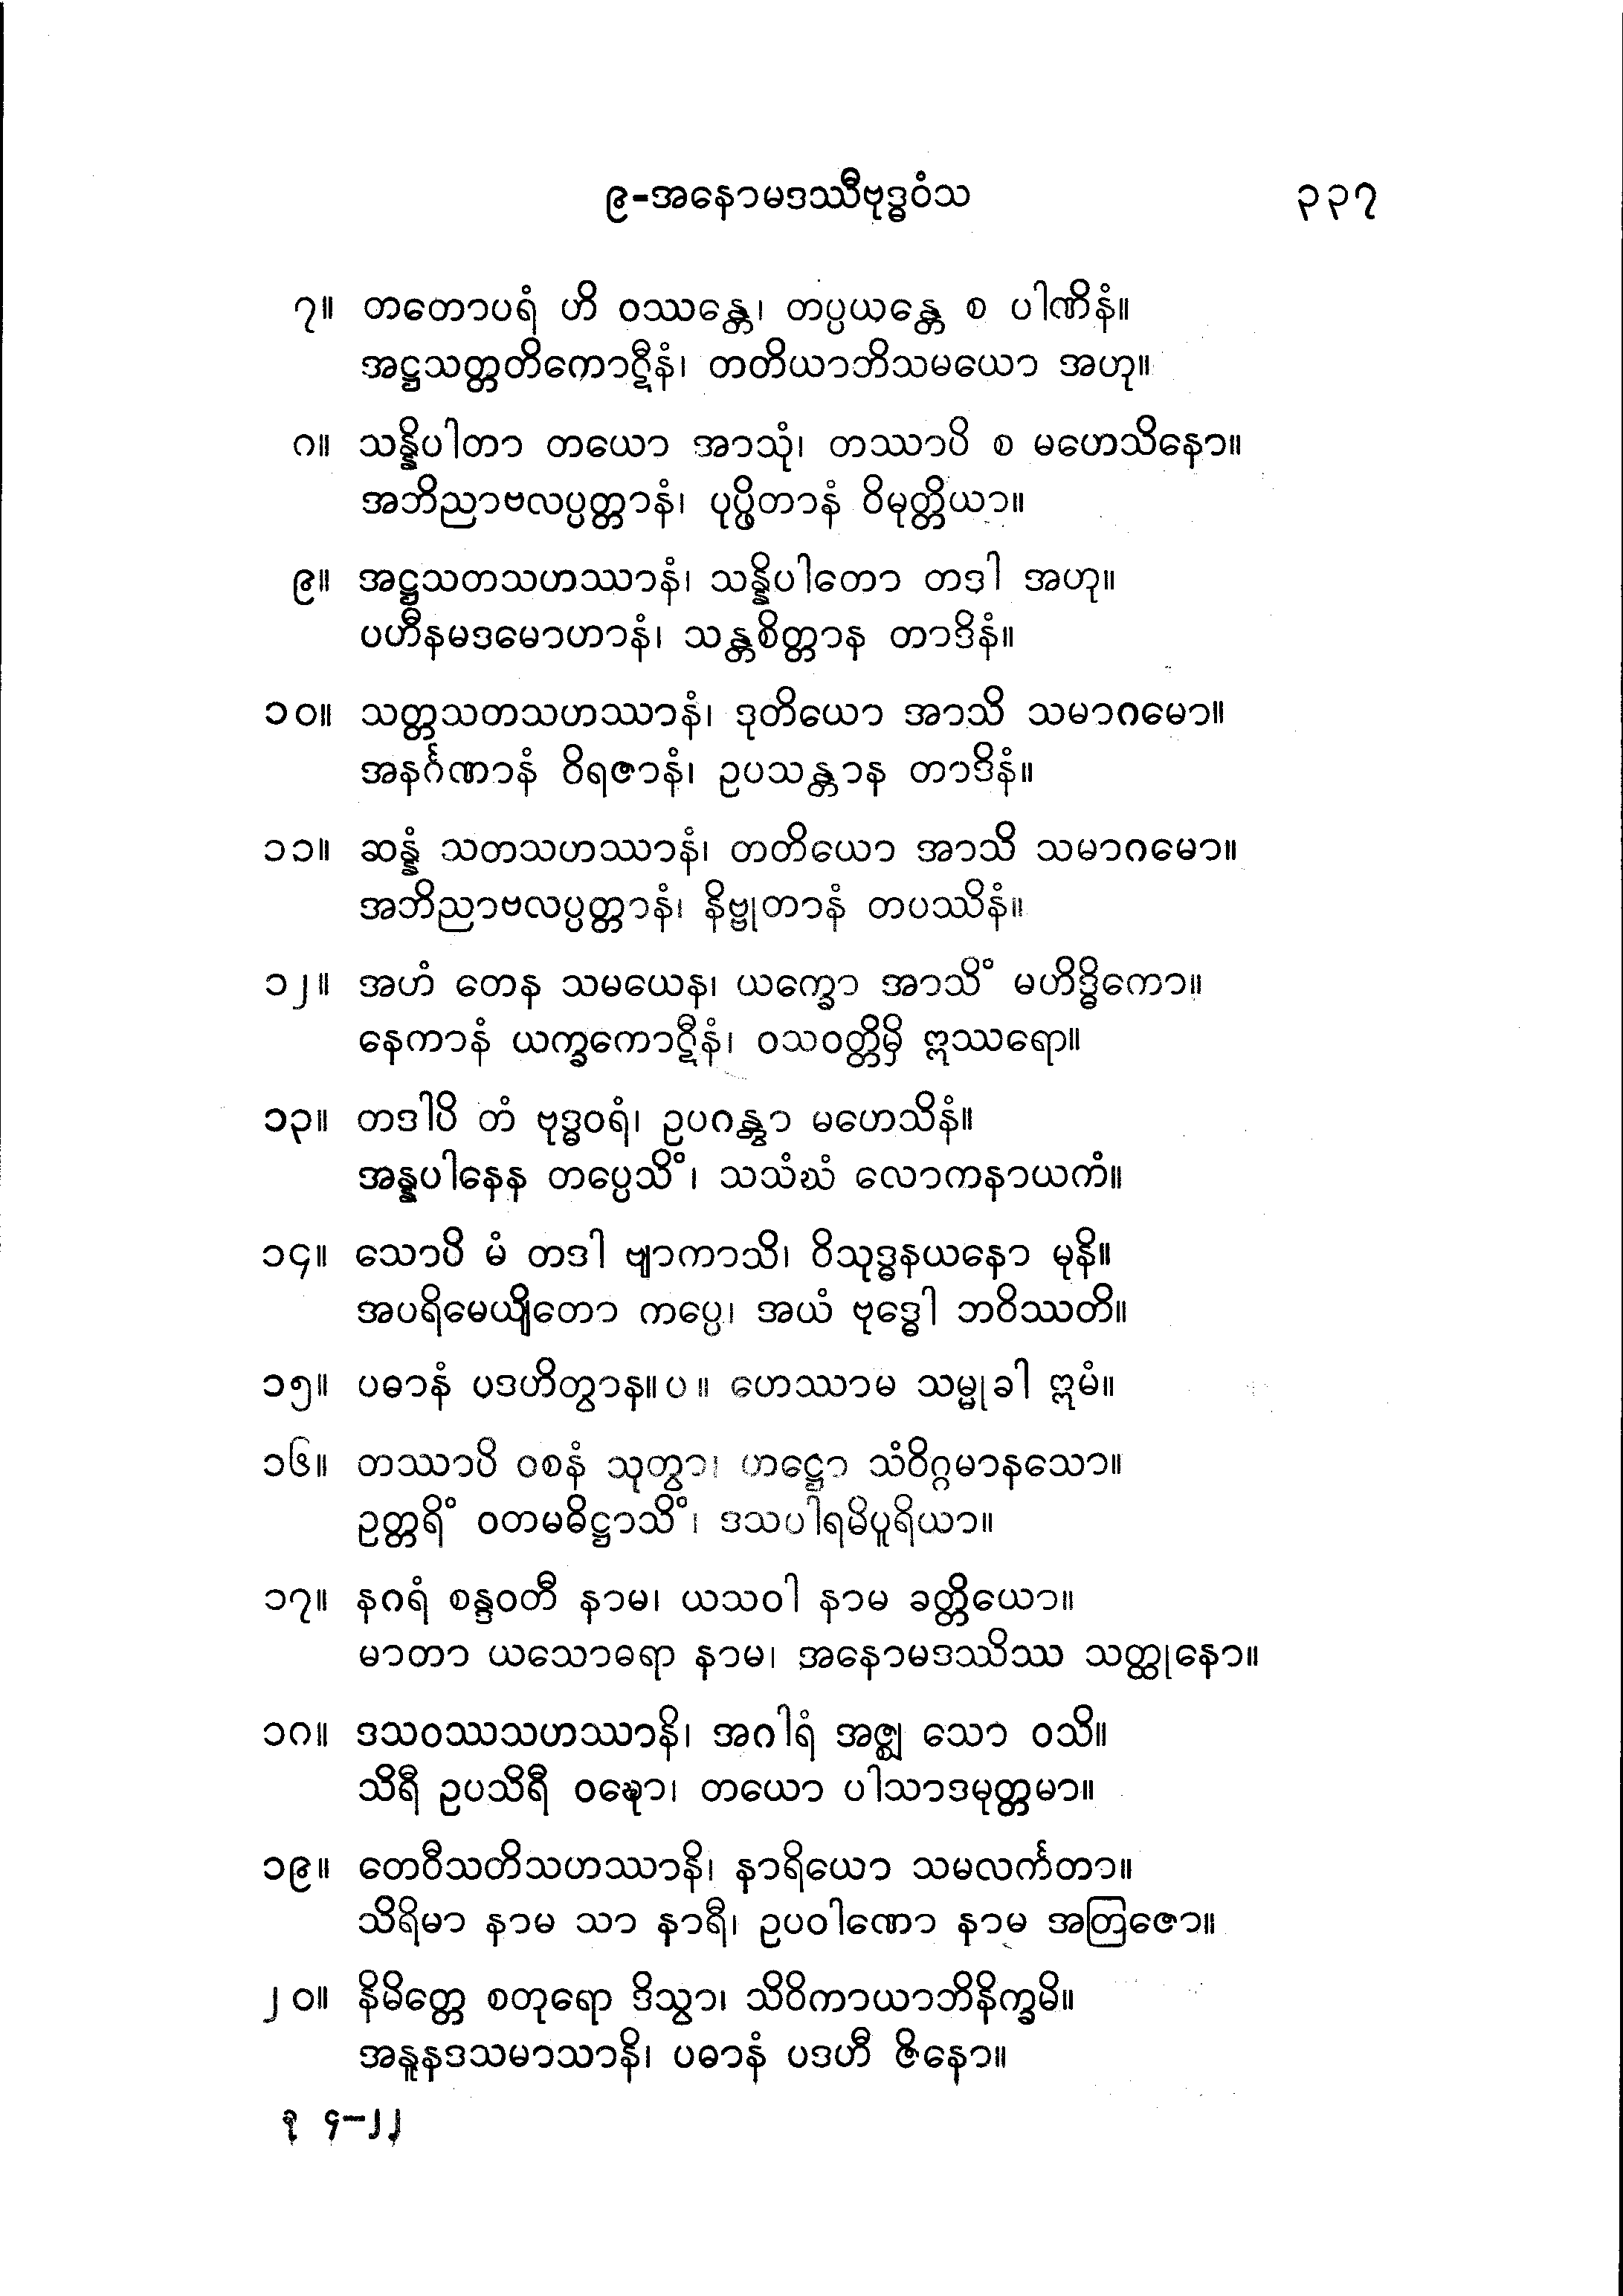 ၉-အနောမဒဿီဗုဒ္ဓဝံသ ၃၃၇
၇။ တတောပရံ ဟိ ဝဿန္တေ၊ တပ္ပယန္တေ စ ပါဏိနံ။
အဋ္ဌသတ္တတိကောဋီနံ၊ တတိယာဘိသမယော အဟု။
၈။ သန္နိပါတာ တယော အာသုံ၊ တဿာပိ စ မဟေသိနော။
အဘိညာဗလပ္ပတ္တာနံ၊ ပုပ္ဖိတာနံ ဝိမုတ္တိယာ။
၉။ အဋ္ဌသတသဟဿာနံ၊ သန္နိပါတော တဒါ အဟု။
ပဟီနမဒမောဟာနံ၊ သန္တစိတ္တာန တာဒိနံ။
၁၀။ သတ္တသတသဟဿာနံ၊ ဒုတိယော အာသိ သမာဂမော။
အနင်္ဂဏာနံ ဝိရဇာနံ၊ ဥပသန္တာန တာဒိနံ။
၁၁။ ဆန္နံ သတသဟဿာနံ၊ တတိယော အာသိ သမာဂမော။
အဘိညာဗလပ္ပတ္တာနံ၊ နိဗ္ဗုတာနံ တပဿိနံ။
၁၂။ အဟံ တေန သမယေန၊ ယက္ခော အာသိံ မဟိဒ္ဓိကော။
နေကာနံ ယက္ခကောဋီနံ၊ ဝသဝတ္တိမှိ ဣဿရော။
၁၃။ တဒါပိ တံ ဗုဒ္ဓဝရံ၊ ဥပဂန္တွာ မဟေသိနံ။
အန္နပါနေန တပ္ပေသိံ၊ သသံဃံ လောကနာယကံ။
၁၄။ သောပိ မံ တဒါ ဗျာကာသိ၊ ဝိသုဒ္ဓနယနော မုနိ။
အပရိမေယျိတော ကပ္ပေ၊ အယံ ဗုဒ္ဓေါ ဘဝိဿတိ။
၁၅။ ပဓာနံ ပဒဟိတွာန။ပ။ ဟေဿာမ သမ္မုခါ ဣမံ။
၁၆။ တဿာပိ ဝစနံ သုတွာ၊ ဟဋ္ဌော သံဝိဂ္ဂမာနသော။
ဥတ္တရိံ ဝတမဓိဋ္ဌာသိံ၊ ဒသပါရမိပူရိယာ။
၁၇။ နဂရံ စန္ဒဝတီ နာမ၊ ယသဝါ နာမ ခတ္တိယော။
မာတာ ယသောဓရာ နာမ၊ အနောမဒဿိဿ သတ္ထုနော။
၁၈။ ဒသဝဿသဟဿာနိ၊ အဂါရံ အဇ္ဈ သော ဝသိ။
သိရီ ဥပသိရီ ဝဍ္ဎော၊ တယော ပါသာဒမုတ္တမာ။
၁၉။ တေဝီသတိသဟဿာနိ၊ နာရိယော သမလင်္ကတာ။
သိရိမာ နာမ သာ နာရီ၊ ဥပဝါဏော နာမ အတြဇော။
၂၀။ နိမိတ္တေ စတုရော ဒိသွာ၊ သိဝိကာယာဘိနိက္ခမိ။
အနူနဒသမာသာနိ၊ ပဓာနံ ပဒဟီ ဇိနော။
ခု ၄-၂၂